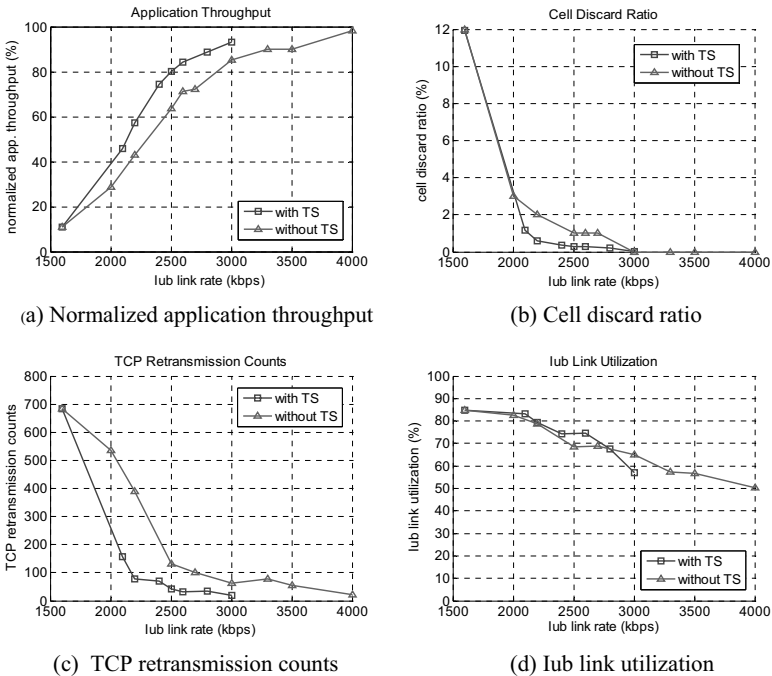 Application Throughput
normalized app. throughput (%)
100
80
60
40
20
0
with TS
without TS
1500 2000 2500 3000 3500 4000
Iub link rate (kbps)
(a) Normalized application throughput
Cell Discard Ratio
cell discard ratio (%)
12
10
8
6
4
2
0
with TS
without TS
1500 2000 2500 3000 3500 4000
Iub link rate (kbps)
(b) Cell discard ratio
TCP Retransmission Counts
TCP retransmission counts
800
700
600
500
400
300
200
100
0
with TS
without TS
1500 2000 2500 3000 3500 4000
Iub link rate (kbps)
(c) TCP retransmission counts
Iub Link Utilization
Iub link utilization (%)
100
90
80
70
60
50
40
30
20
10
0
with TS
without TS
1500 2000 2500 3000 3500 4000
Iub link rate (kbps)
(d) Iub link utilization